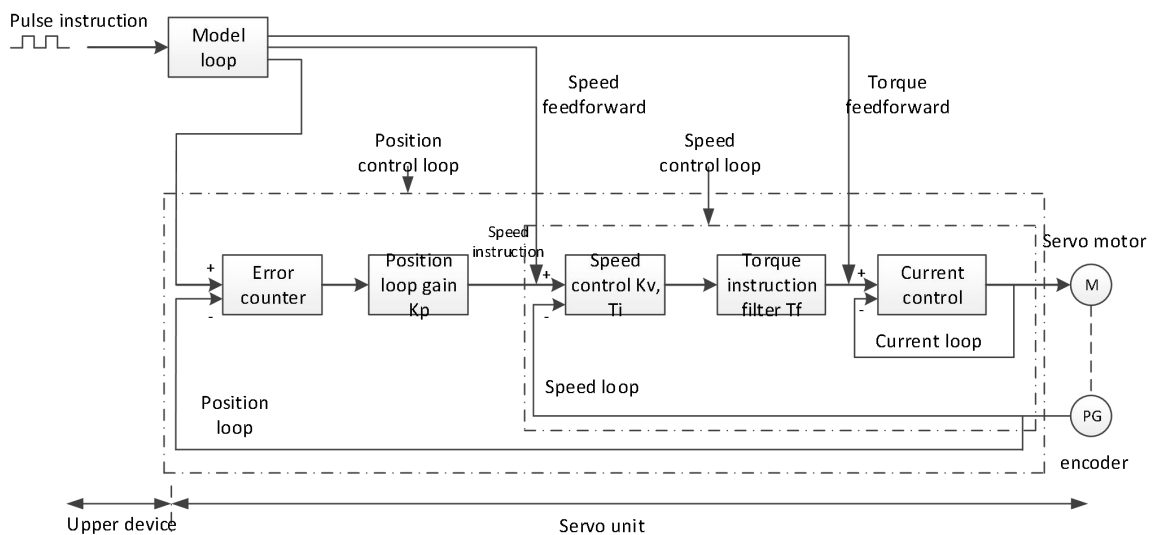 Pulse instruction
Model
loop
Speed
feedforward
Torque
feedforward
Position
control loop
Speed
control loop
Speed
instruction
Servo motor
+
-
Error
counter
Position
loop gain
Kp
+
-
Speed
control Kv,
Ti
Torque
instruction
filter Tf
+
-
Current
control
M
Current loop
Speed loop
Position
loop
PG
encoder
Upper device
Servo unit